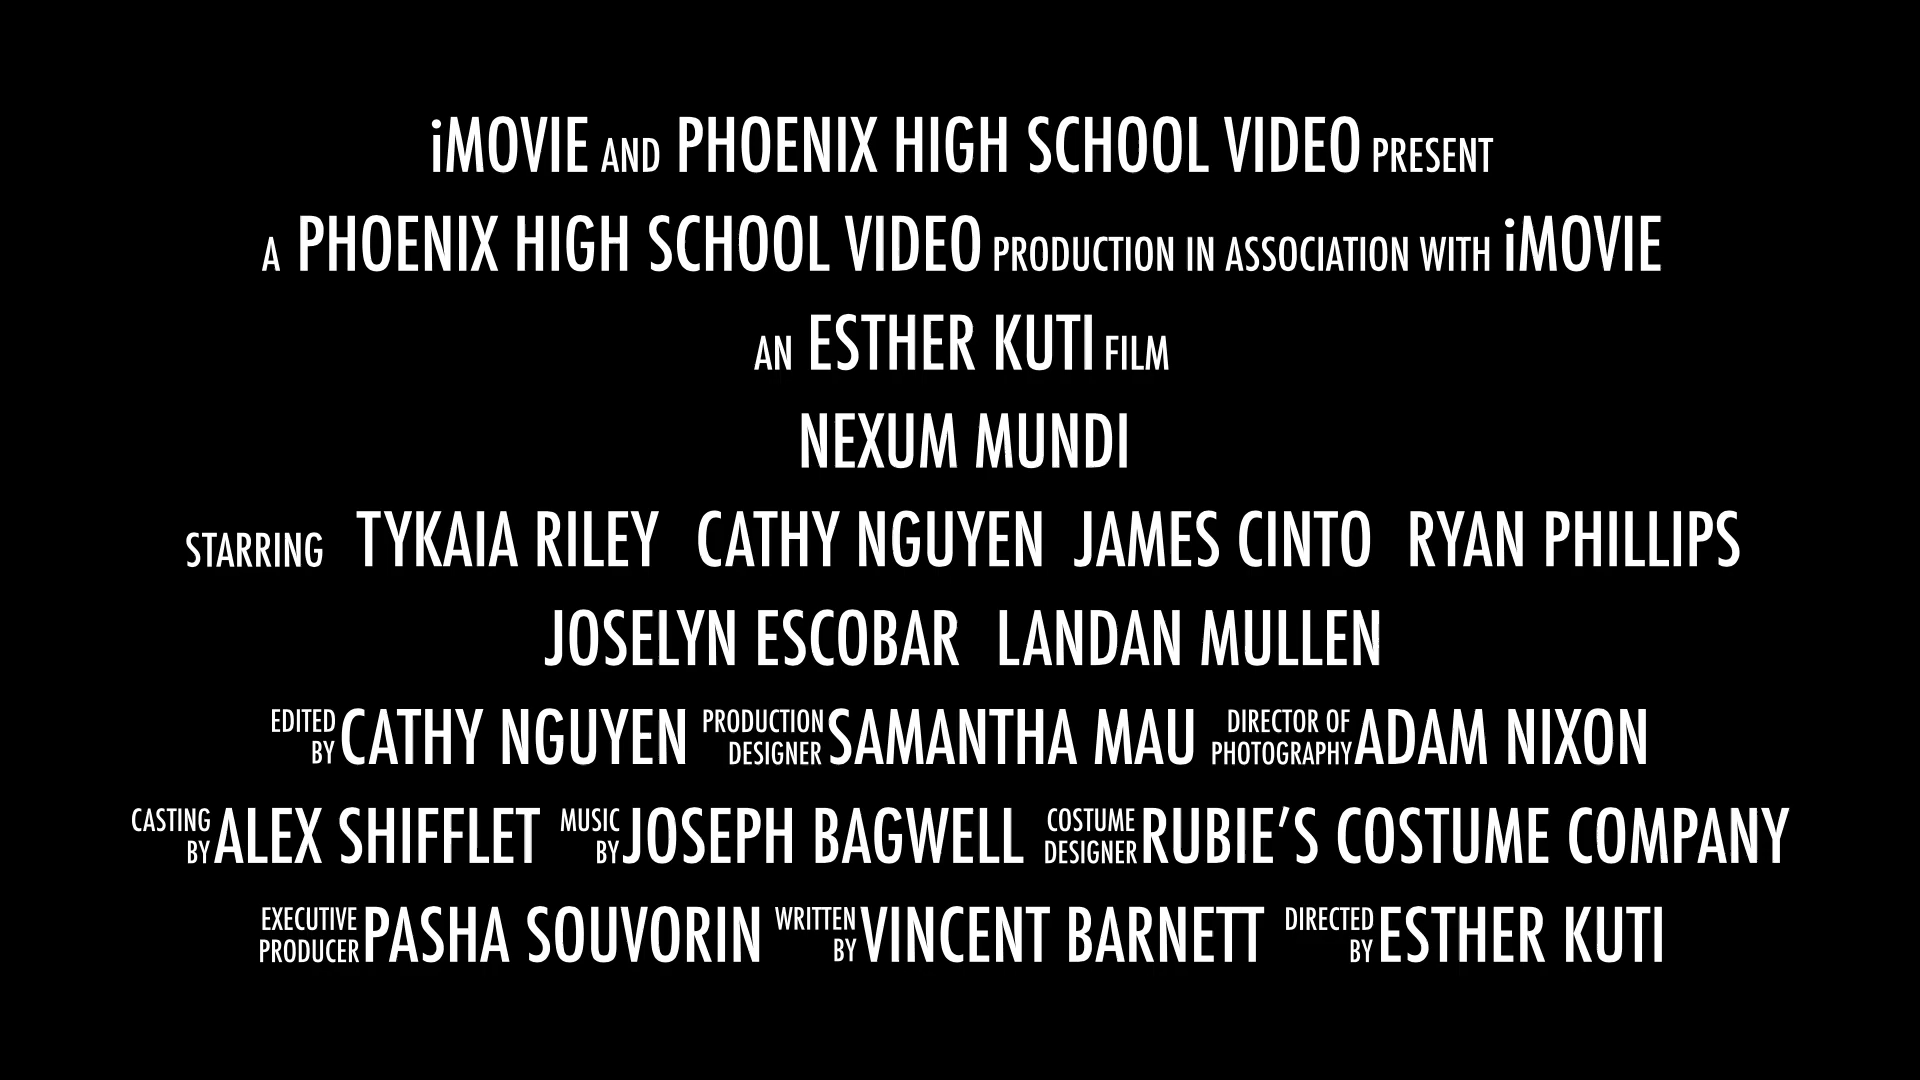 iMOVIE AND PHOENIX HIGH SCHOOL VIDEO PRESENT
A PHOENIX HIGH SCHOOL VIDEO PRODUCTION IN ASSOCIATION WITH iMOVIE
AN ESTHER KUTI FILM
NEXUM MUNDI
STARRING TYKAIA RILEY CATHY NGUYEN JAMES CINTO RYAN PHILLIPS
JOSELYN ESCOBAR LANDAN MULLEN
EDITED BY CATHY NGUYEN PRODUCTION DESIGNER SAMANTHA MAU DIRECTOR OF PHOTOGRAPHY ADAM NIXON
CASTING BY ALEX SHIFFLET MUSIC BY JOSEPH BAGWELL COSTUME DESIGNER RUBIE’S COSTUME COMPANY
EXECUTIVE PRODUCER PASHA SOUVORIN WRITTEN BY VINCENT BARNETT DIRECTED BY ESTHER KUTI